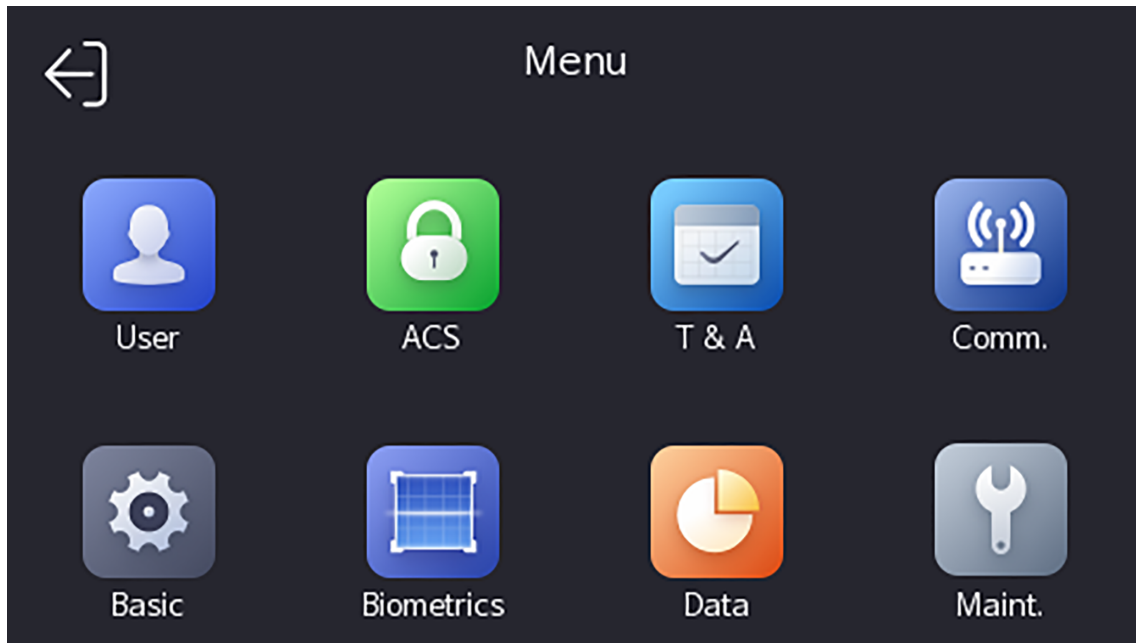 Menu
User
ACS
T & A
Comm.
Basic
Biometrics
Data
Maint.